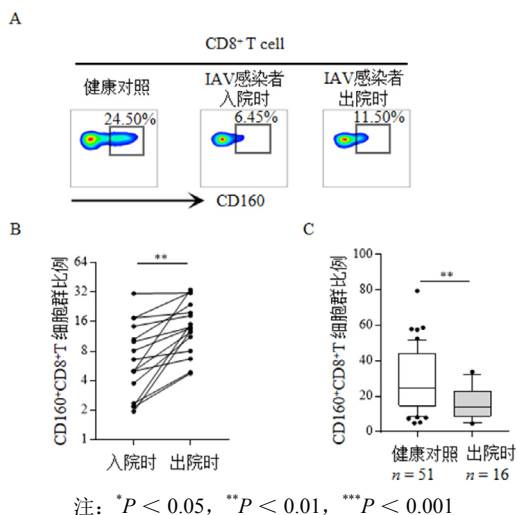 A
CD8⁺ T cell
健康对照
IAV感染者
入院时
IAV感染者
出院时
24.50%
6.45%
11.50%
CD160
B
CD160⁺CD8⁺T 细胞群比例
64
32
16
8
4
2
1
**
入院时
出院时
C
CD160⁺CD8⁺T 细胞群比例
100
80
60
40
20
0
**
健康对照
n = 51
出院时
n = 16
注：*P < 0.05，**P < 0.01，***P < 0.001